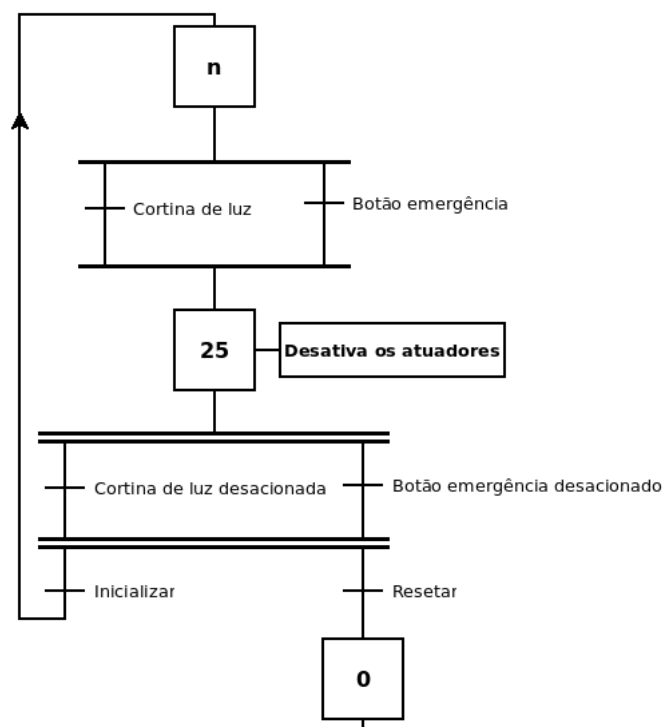 n
Cortina de luz
Botão emergência
25
Desativa os atuadores
Cortina de luz desacionada
Botão emergência desacionado
Inicializar
Resetar
0